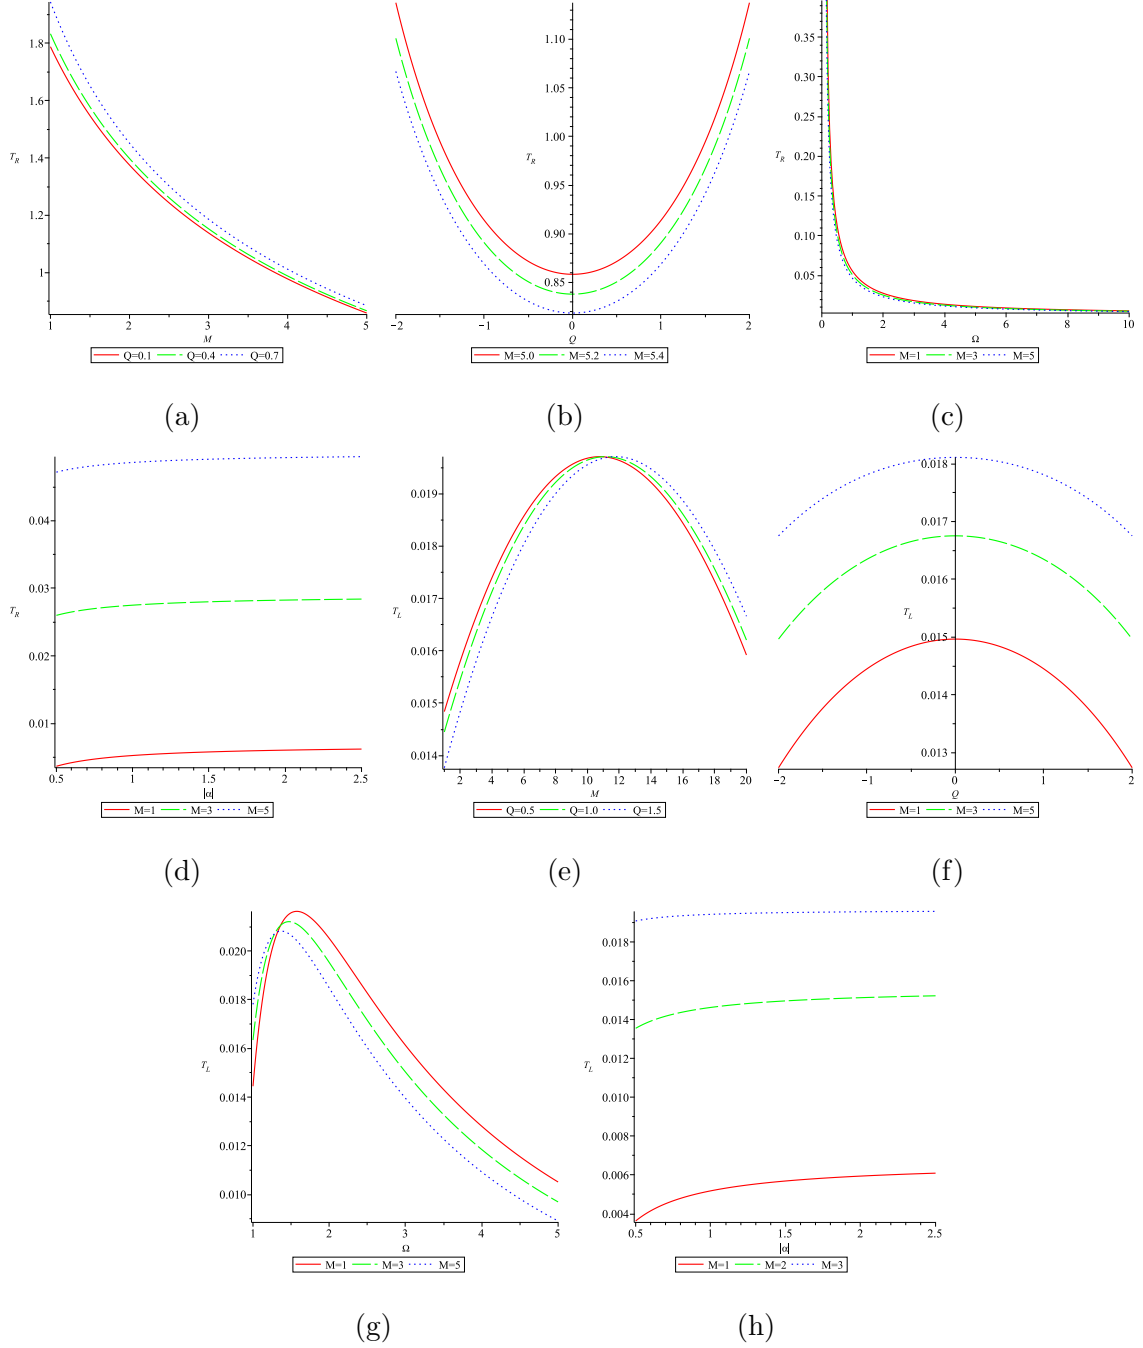 1.8
1.6
1.4
1.2
1
T_R
1 2 3 4 5
M
Q=0.1 Q=0.4 Q=0.7
(a)
1.10
1.05
1.00
0.95
0.90
0.85
T_R
−2 −1 0 1 2
Q
M=5.0 M=5.2 M=5.4
(b)
0.35
0.30
0.25
0.20
0.15
0.10
0.05
T_R
0 2 4 6 8 10
Ω
M=1 M=3 M=5
(c)
0.04
0.03
0.02
0.01
T_R
0.5 1 1.5 2 2.5
|α|
M=1 M=3 M=5
(d)
0.019
0.018
0.017
0.016
0.015
0.014
T_L
2 4 6 8 10 12 14 16 18 20
M
Q=0.5 Q=1.0 Q=1.5
(e)
0.018
0.017
0.016
0.015
0.014
0.013
T_L
−2 −1 0 1 2
Q
M=1 M=3 M=5
(f)
0.020
0.018
0.016
0.014
0.012
0.010
T_L
1 2 3 4 5
Ω
M=1 M=3 M=5
(g)
0.018
0.016
0.014
0.012
0.010
0.008
0.006
0.004
T_L
0.5 1 1.5 2 2.5
|α|
M=1 M=2 M=3
(h)